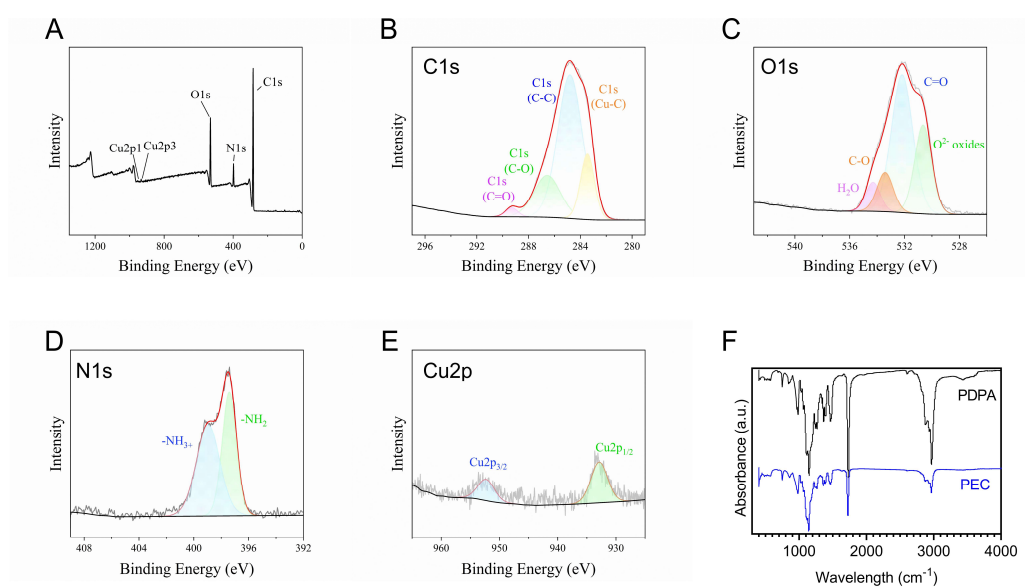 A
O1s
C1s
Cu2p1
Cu2p3
N1s
Intensity
1200
800
400
0
Binding Energy (eV)
B
C1s
C1s
(C-C)
C1s
(Cu-C)
C1s
(C-O)
C1s
(C=O)
Intensity
296
292
288
284
280
Binding Energy (eV)
C
O1s
C=O
O²⁻ oxides
C-O
H₂O
Intensity
540
536
532
528
Binding Energy (eV)
D
N1s
-NH₃₊
-NH₂
Intensity
408
404
400
396
392
Binding Energy (eV)
E
Cu2p
Cu2p₃/₂
Cu2p₁/₂
Intensity
960
950
940
930
Binding Energy (eV)
F
PDPA
PEC
Absorbance (a.u.)
1000
2000
3000
4000
Wavelength (cm⁻¹)